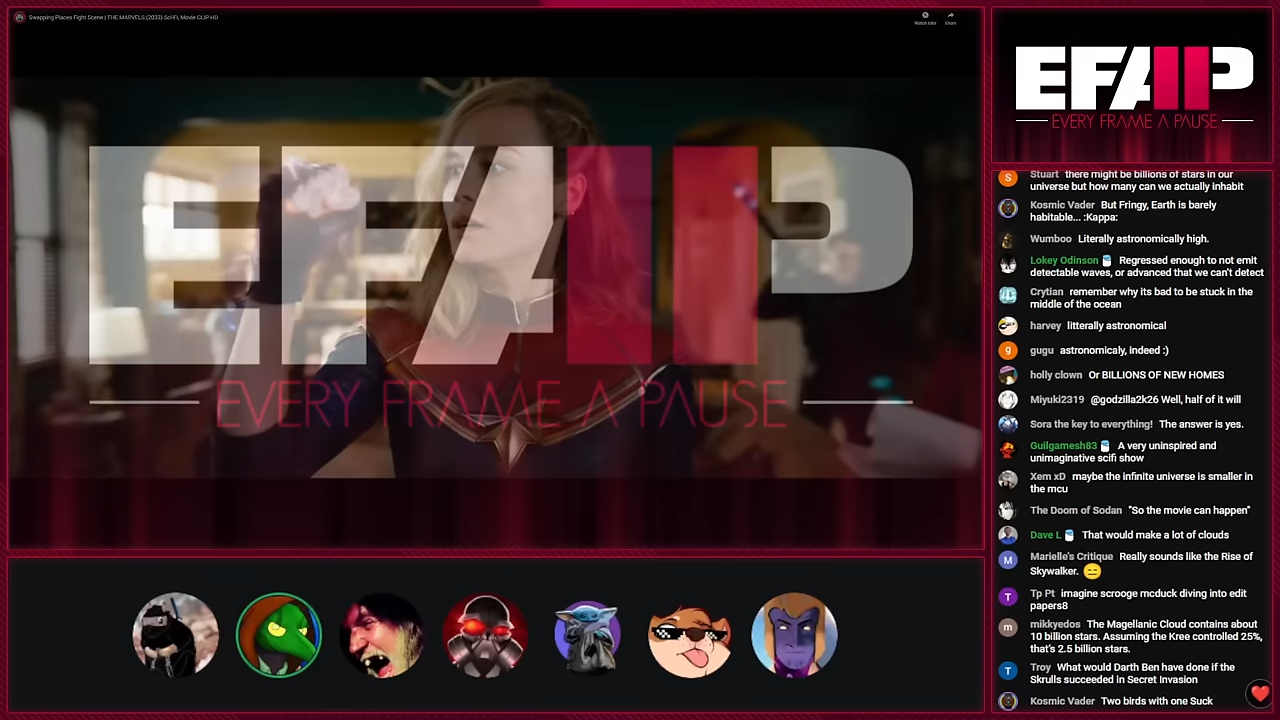 Swapping Places Fight Scene | THE MARVELS (2023) Sci-Fi, Movie CLIP HD
Watch later
Share
EFAP
EVERY FRAME A PAUSE
EFAP
EVERY FRAME A PAUSE
Stuart there might be billions of stars in our
universe but how many can we actually inhabit
Kosmic Vader But Fringy, Earth is barely
habitable... :Kappa:
Wumboo Literally astronomically high.
Lokey Odinson Regressed enough to not emit
detectable waves, or advanced that we can't detect
Crytian remember why its bad to be stuck in the
middle of the ocean
harvey litterally astronomical
gugu astronomicaly, indeed :)
holly clown Or BILLIONS OF NEW HOMES
Miyuki2319 @godzilla2k26 Well, half of it will
Sora the key to everything! The answer is yes.
Guilgamesh83 A very uninspired and
unimaginative scifi show
Xem xD maybe the infinite universe is smaller in
the mcu
The Doom of Sodan "So the movie can happen"
Dave L That would make a lot of clouds
Marielle's Critique Really sounds like the Rise of
Skywalker.
Tp Pt imagine scrooge mcduck diving into edit
papers8
mikkyedos The Magellanic Cloud contains about
10 billion stars. Assuming the Kree controlled 25%,
that's 2.5 billion stars.
Troy What would Darth Ben have done if the
Skrulls succeeded in Secret Invasion
Kosmic Vader Two birds with one Suck